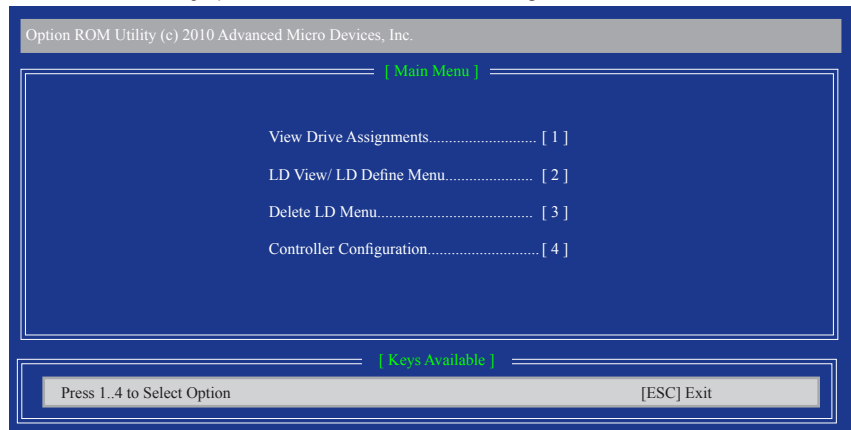 Option ROM Utility (c) 2010 Advanced Micro Devices, Inc.
[ Main Menu ]
View Drive Assignments........................... [ 1 ]
LD View/ LD Define Menu...................... [ 2 ]
Delete LD Menu....................................... [ 3 ]
Controller Configuration............................[ 4 ]
[ Keys Available ]
Press 1..4 to Select Option [ESC] Exit